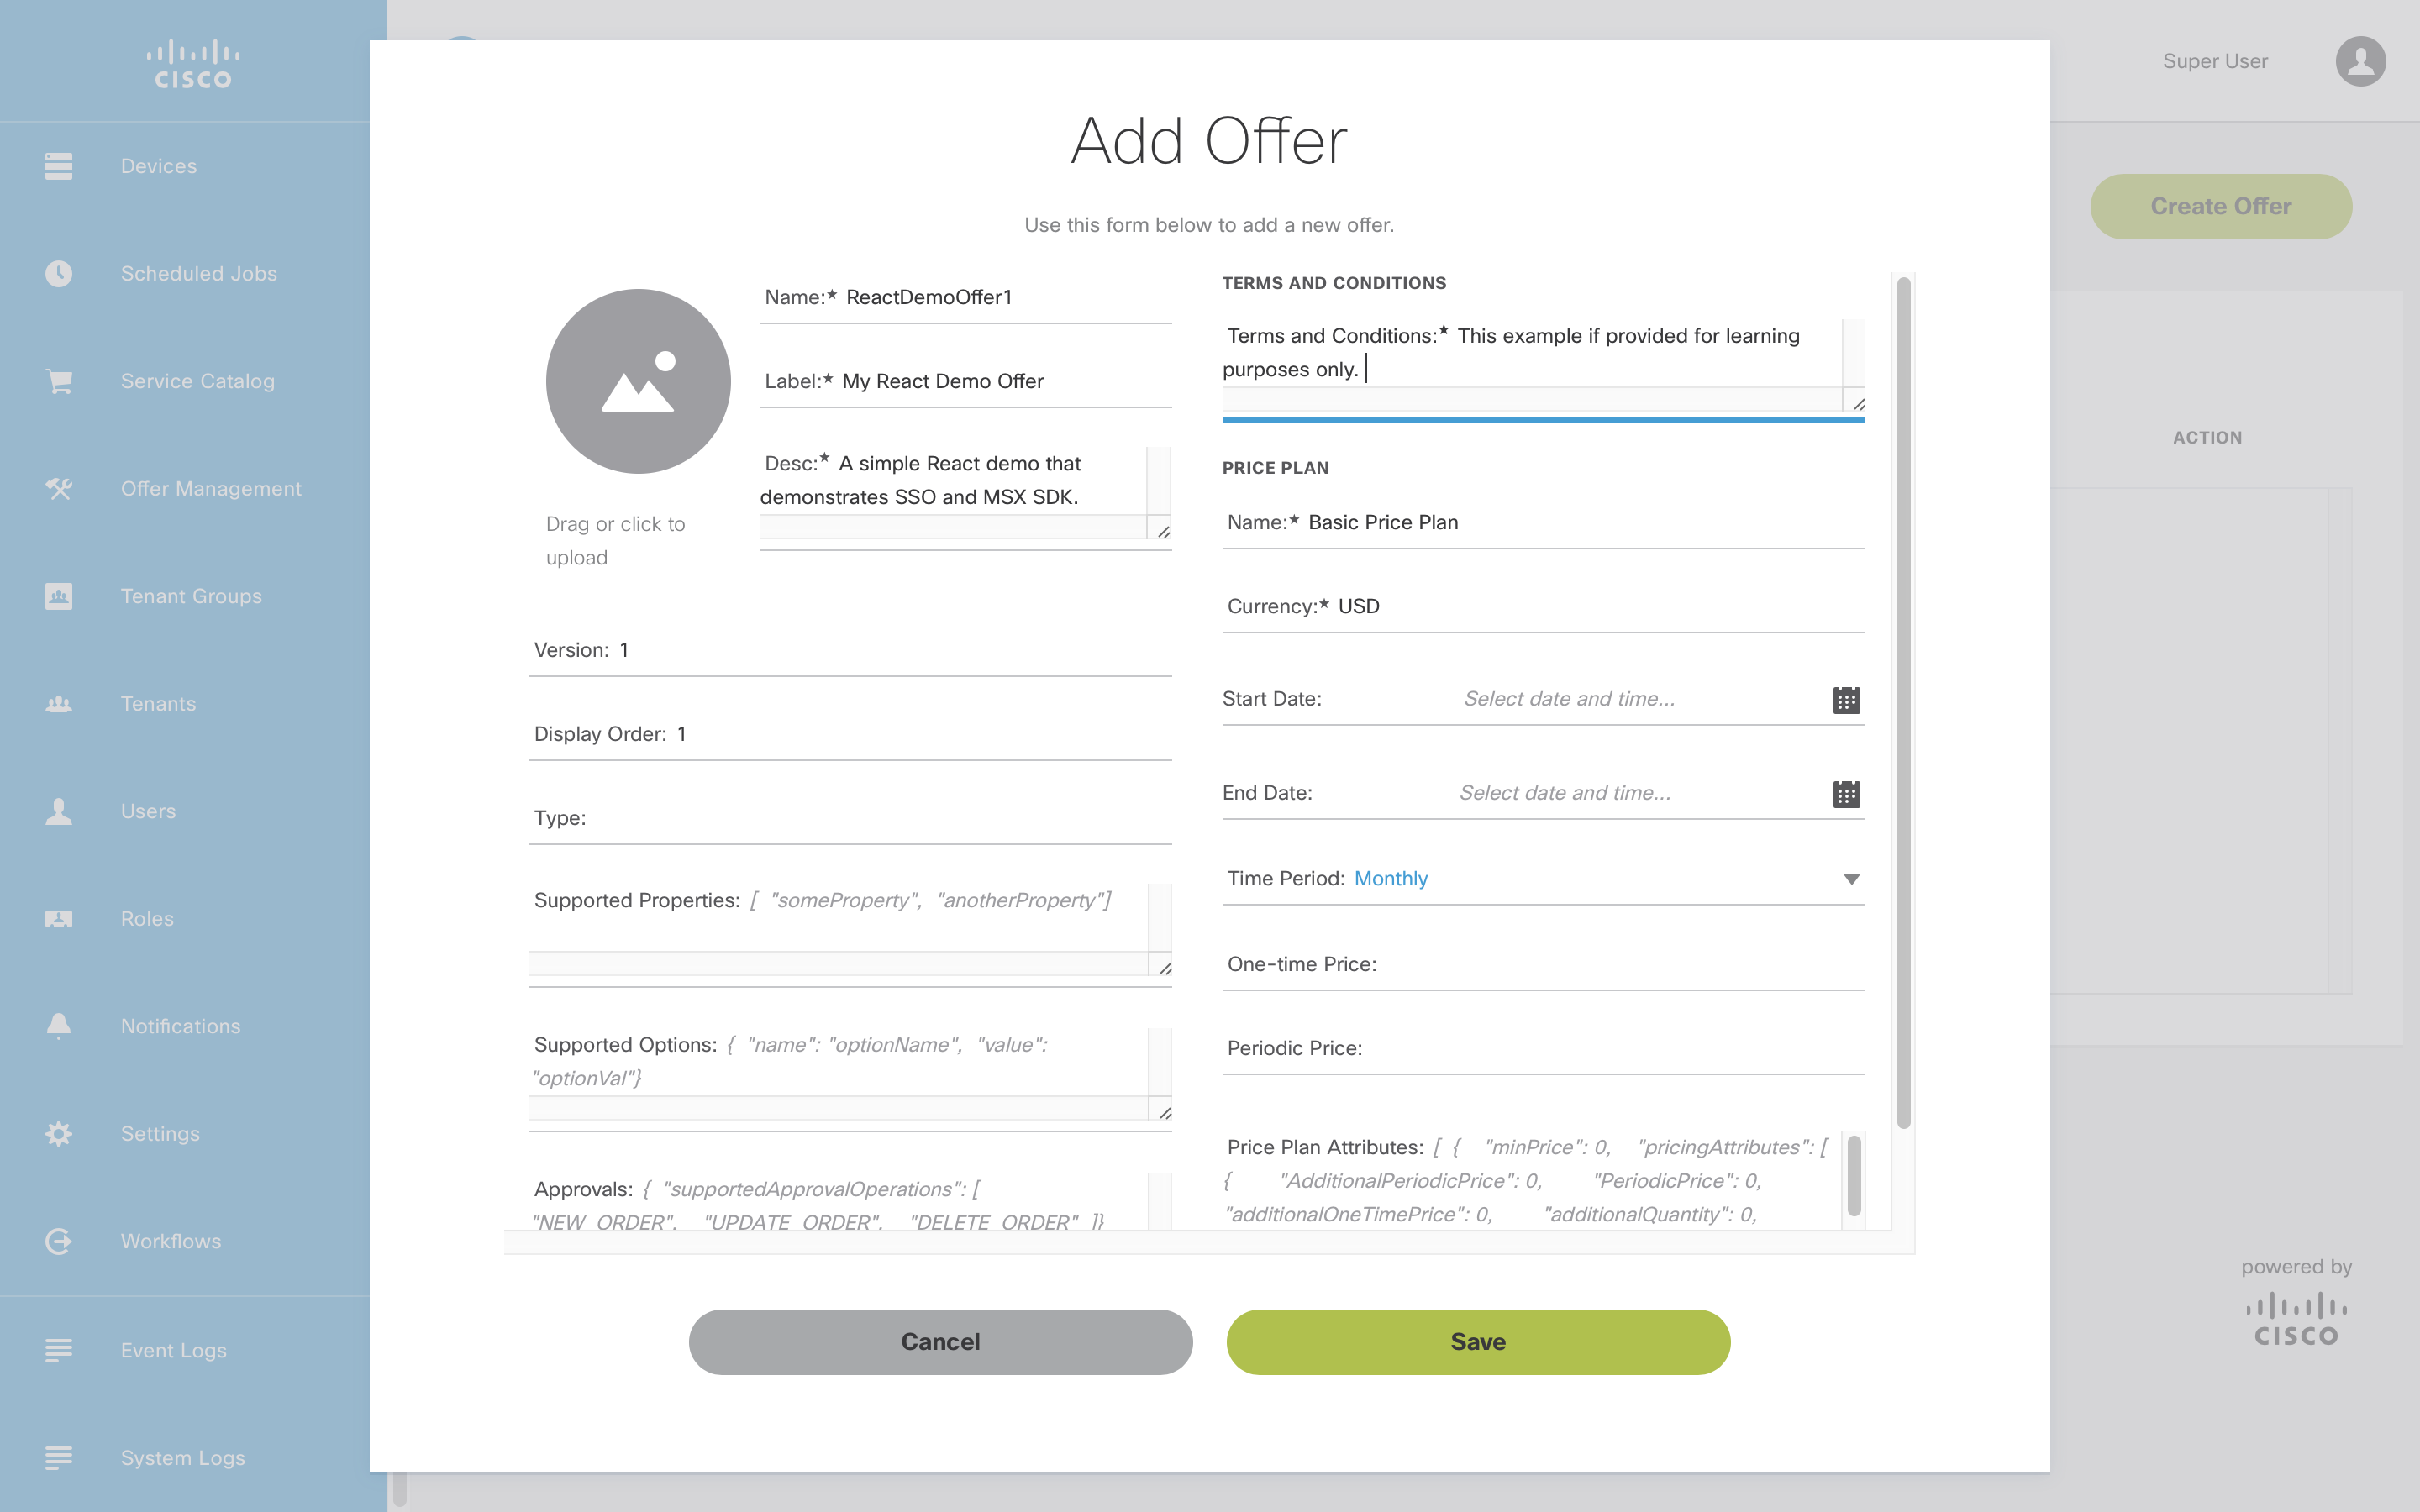 CISCO
Super User
Devices
Scheduled Jobs
Service Catalog
Offer Management
Tenant Groups
Tenants
Users
Roles
Notifications
Settings
Workflows
Event Logs
System Logs
Create Offer
ACTION
Add Offer
Use this form below to add a new offer.
Drag or click to
upload
Name:* ReactDemoOffer1
Label:* My React Demo Offer
Desc:* A simple React demo that
demonstrates SSO and MSX SDK.
Version: 1
Display Order: 1
Type:
Supported Properties: [ "someProperty", "anotherProperty"]
Supported Options: { "name": "optionName", "value":
"optionVal"}
Approvals: { "supportedApprovalOperations": [
"NEW_ORDER", "UPDATE_ORDER", "DELETE_ORDER" ]}
TERMS AND CONDITIONS
Terms and Conditions:* This example if provided for learning
purposes only.
PRICE PLAN
Name:* Basic Price Plan
Currency:* USD
Start Date: Select date and time...
End Date: Select date and time...
Time Period: Monthly
One-time Price:
Periodic Price:
Price Plan Attributes: [ { "minPrice": 0, "pricingAttributes": [
{ "AdditionalPeriodicPrice": 0, "PeriodicPrice": 0,
"additionalOneTimePrice": 0, "additionalQuantity": 0,
Cancel
Save
powered by
CISCO